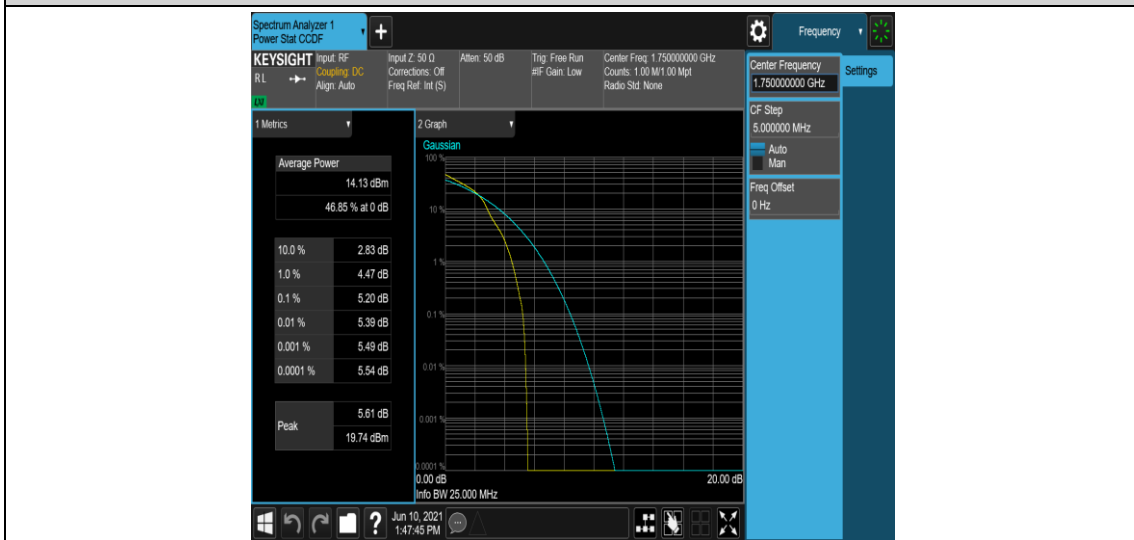 Spectrum Analyzer 1
Power Stat CCDF
Frequency
KEYSIGHT
RL
LXI
Input: RF
Coupling: DC
Align: Auto
Input Z: 50 Ω
Corrections: Off
Freq Ref: Int (S)
Atten: 50 dB
Trig: Free Run
#IF Gain: Low
Center Freq: 1.750000000 GHz
Counts: 1.00 M/1.00 Mpt
Radio Std: None
Center Frequency
1.750000000 GHz
Settings
CF Step
5.000000 MHz
Auto
Man
Freq Offset
0 Hz
1 Metrics
Average Power
14.13 dBm
46.85 % at 0 dB
10.0 % 2.83 dB
1.0 % 4.47 dB
0.1 % 5.20 dB
0.01 % 5.39 dB
0.001 % 5.49 dB
0.0001 % 5.54 dB
Peak
5.61 dB
19.74 dBm
2 Graph
Gaussian
100 %
10 %
1 %
0.1 %
0.01 %
0.001 %
0.0001 %
0.00 dB 20.00 dB
Info BW 25.000 MHz
?
Jun 10, 2021
1:47:45 PM